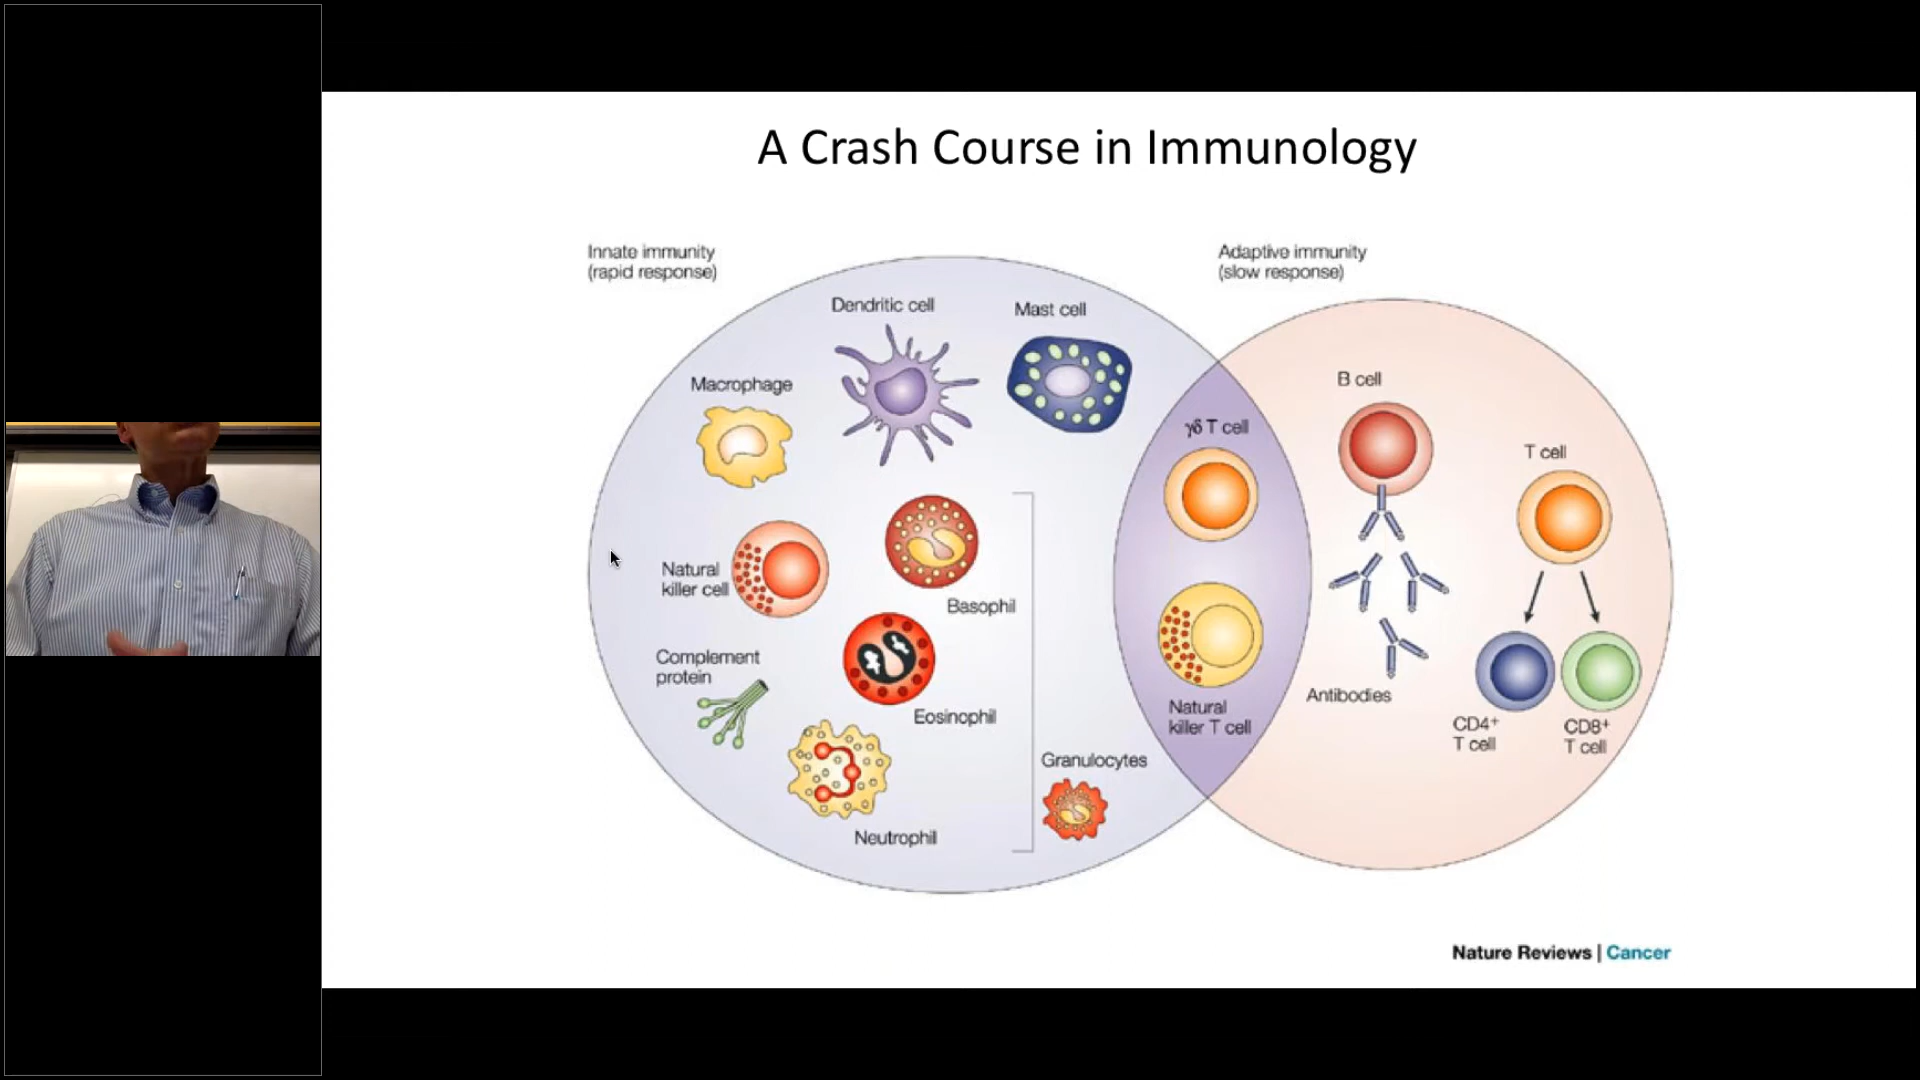 A Crash Course in Immunology
Innate immunity
(rapid response)
Adaptive immunity
(slow response)
Dendritic cell
Mast cell
Macrophage
B cell
γδ T cell
T cell
Natural
killer cell
Basophil
Complement
protein
Eosinophil
Antibodies
Natural
killer T cell
CD4+
T cell
CD8+
T cell
Granulocytes
Neutrophil
Nature Reviews | Cancer